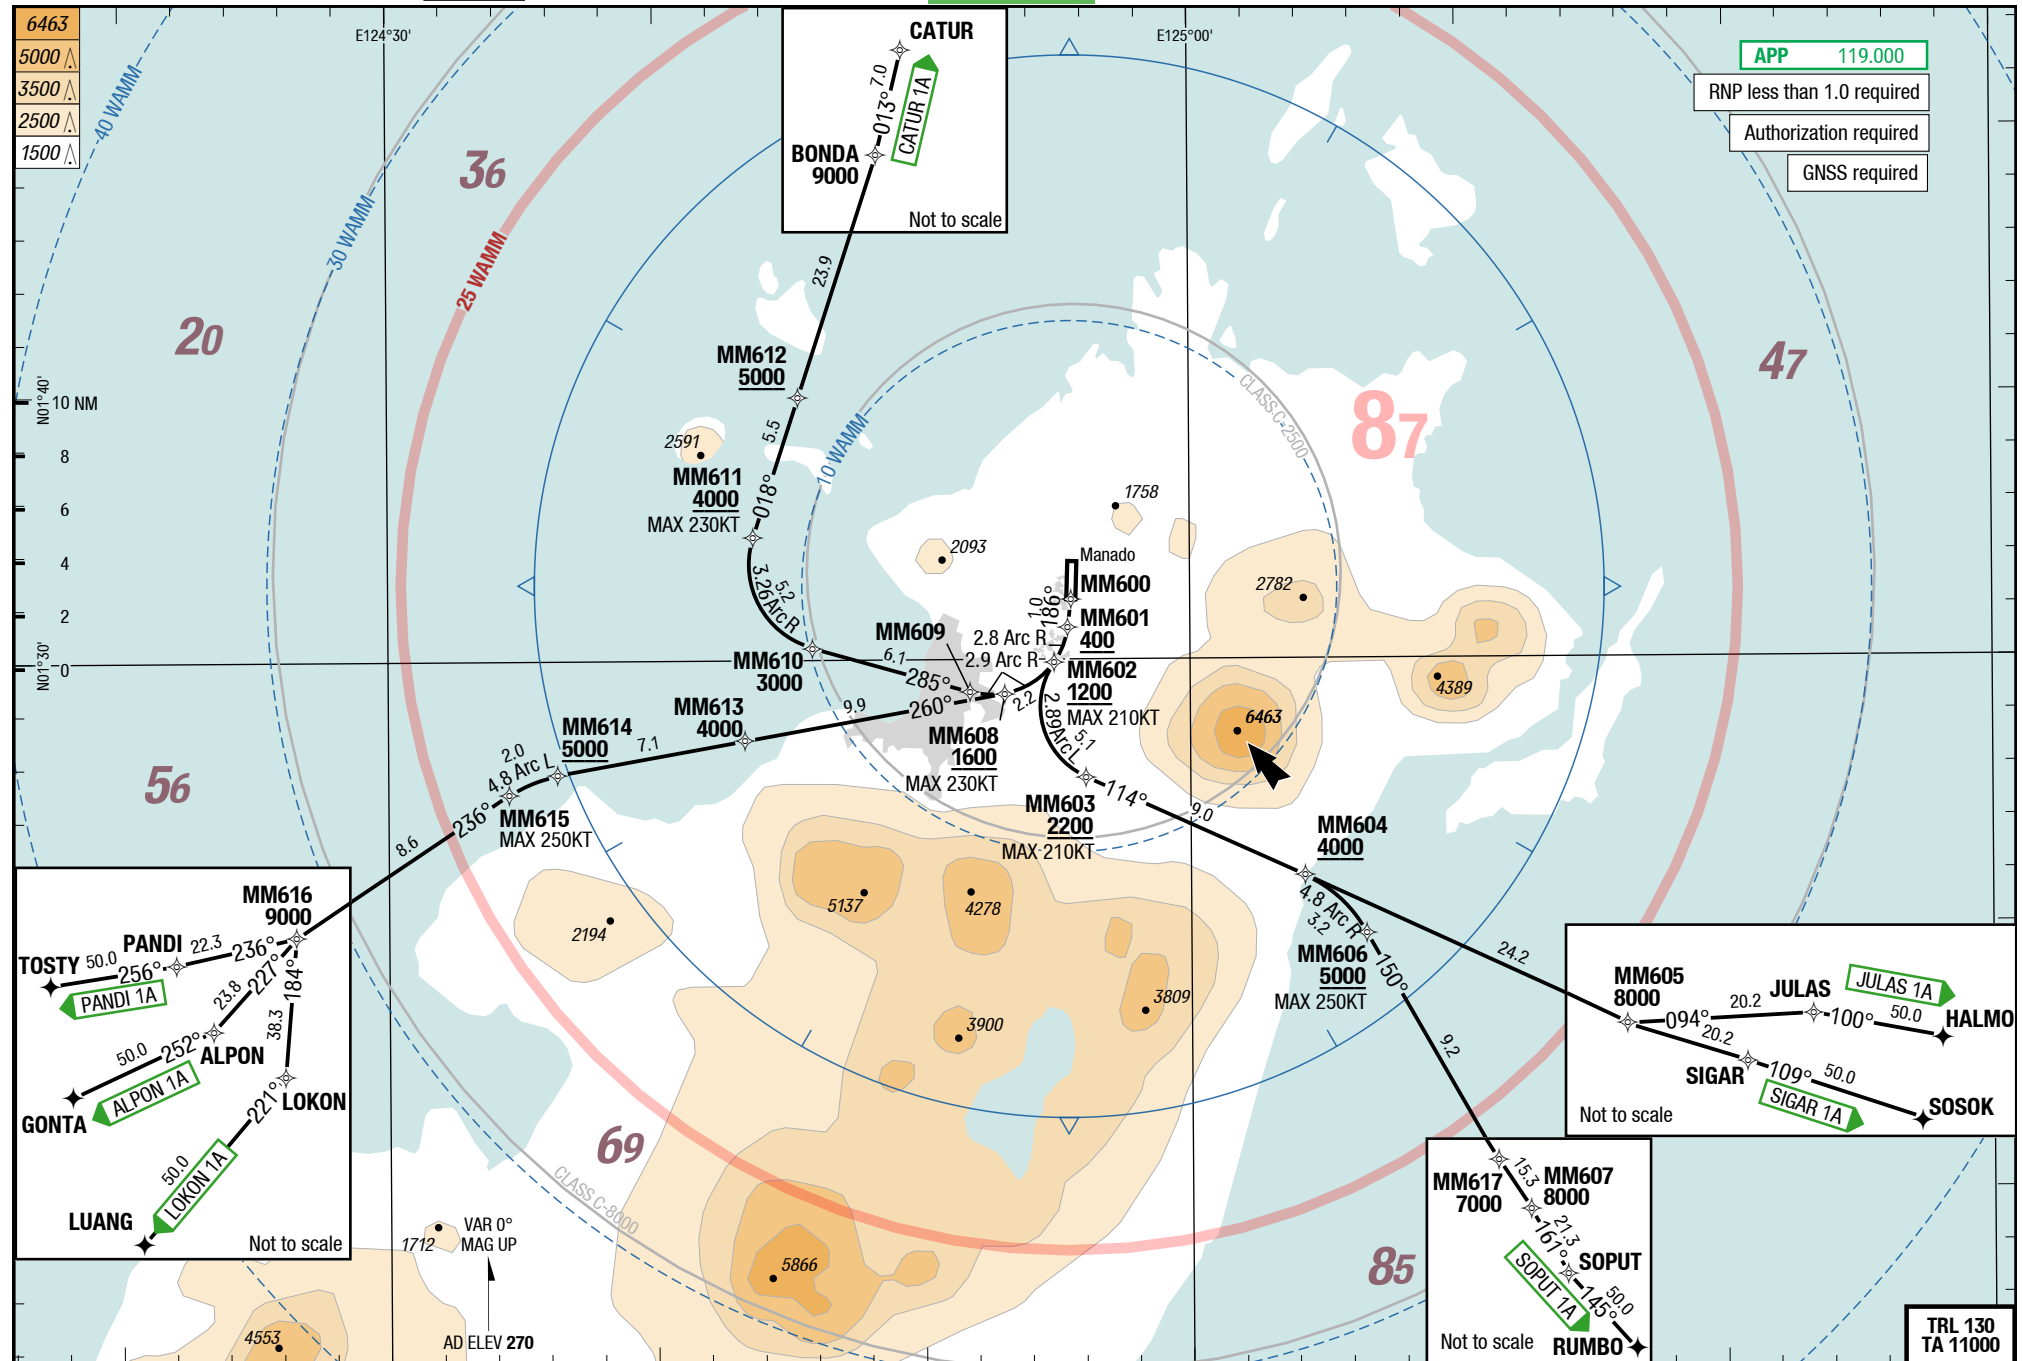 6463
5000
3500
2500
1500
E124°30'
E125°00'
40 WAMM
30 WAMM
25 WAMM
10 WAMM
36
20
56
69
47
87
85
N01°40'
10 NM
8
6
4
2
0
N01°30'
APP 119.000
RNP less than 1.0 required
Authorization required
GNSS required
CATUR
7.0
013°
CATUR 1A
BONDA
9000
Not to scale
23.9
MM612
5000
5.5
018°
2591
MM611
4000
MAX 230KT
5.2
3.26 Arc R
MM610
3000
6.1
285°
MM609
2.8 Arc R
2.9 Arc R
2093
1758
CLASS C-2500
Manado
MM600
1.0
186°
MM601
400
MM602
1200
MAX 210KT
2782
4389
6463
2.2
MM608
1600
MAX 230KT
260°
9.9
MM613
4000
7.1
MM614
5000
2.0
4.8 Arc L
MM615
MAX 250KT
236°
8.6
2.89 Arc L
5.1
MM603
2200
MAX 210KT
114°
9.0
MM604
4000
4.8 Arc R
3.2
MM606
5000
MAX 250KT
150°
9.2
24.2
5137
4278
2194
3809
3900
5866
1712
4553
CLASS C-8000
MM616
9000
PANDI
22.3
236°
TOSTY
50.0
256°
PANDI 1A
23.8
227°
184°
38.3
ALPON
50.0
252°
ALPON 1A
GONTA
LOKON
221°
50.0
LOKON 1A
LUANG
Not to scale
VAR 0°
MAG UP
AD ELEV 270
MM605
8000
094°
20.2
JULAS
JULAS 1A
100°
50.0
HALMO
20.2
SIGAR
109°
50.0
SIGAR 1A
SOSOK
Not to scale
MM617
7000
15.3
MM607
8000
21.3
161°
SOPUT
SOPUT 1A
50.0
145°
RUMBO
Not to scale
TRL 130
TA 11000